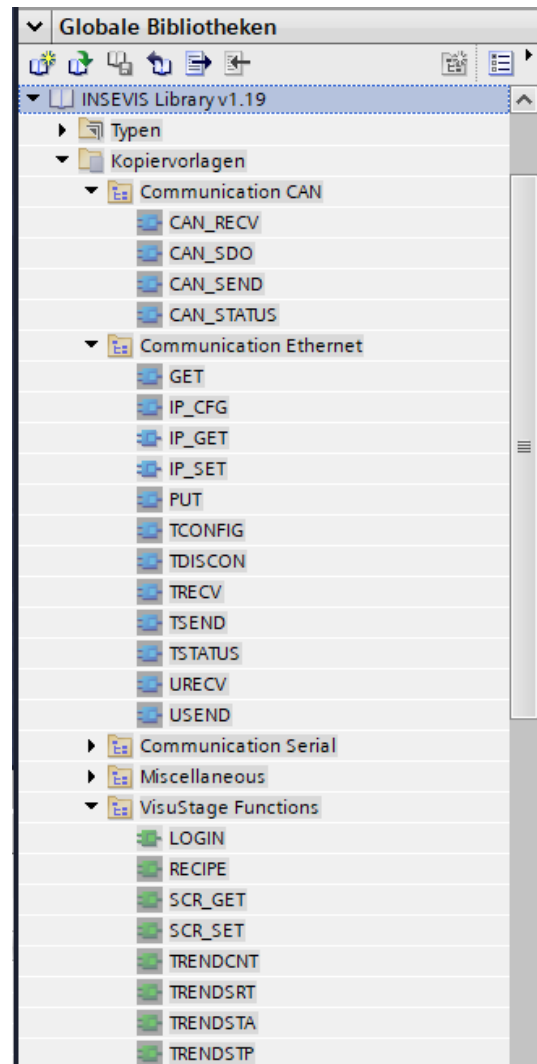 Globale Bibliotheken
INSEVIS Library v1.19
Typen
Kopiervorlagen
Communication CAN
CAN_RECV
CAN_SDO
CAN_SEND
CAN_STATUS
Communication Ethernet
GET
IP_CFG
IP_GET
IP_SET
PUT
TCONFIG
TDISCON
TRECV
TSEND
TSTATUS
URECV
USEND
Communication Serial
Miscellaneous
VisuStage Functions
LOGIN
RECIPE
SCR_GET
SCR_SET
TRENDCNT
TRENDSRT
TRENDSTA
TRENDSTP